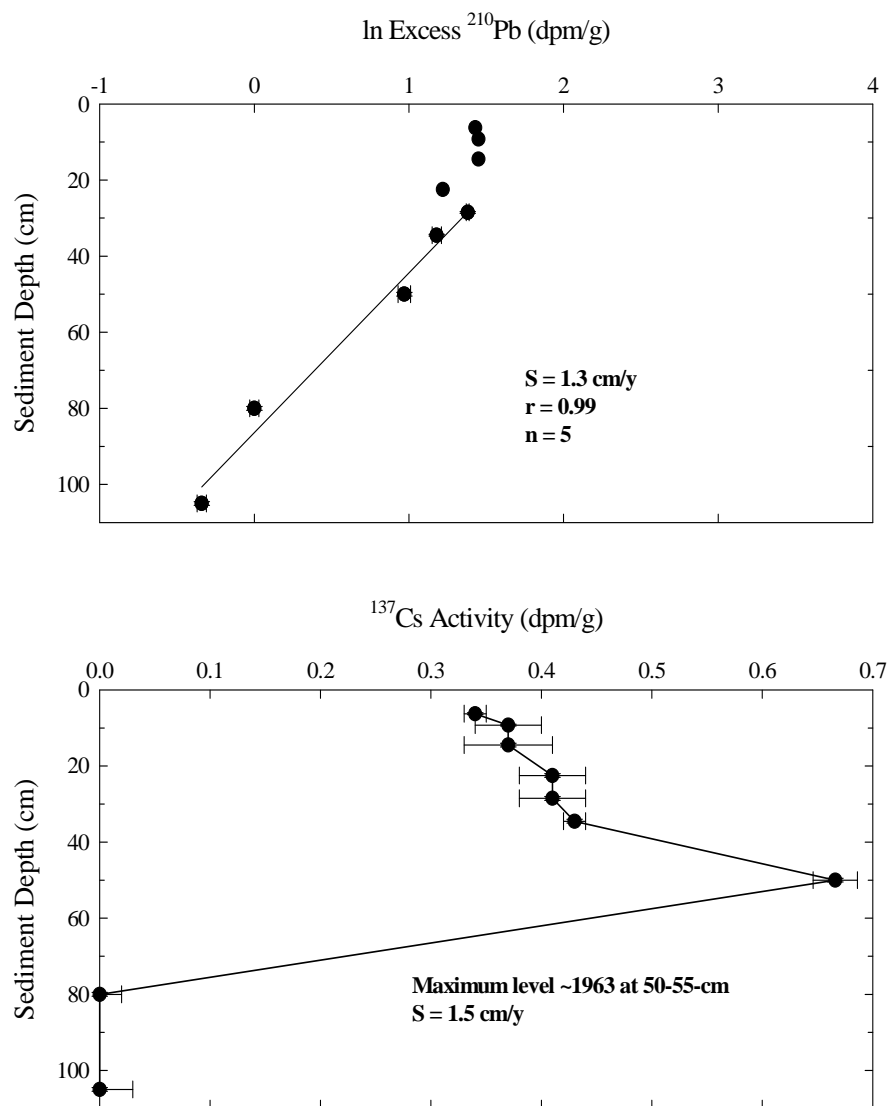 ln Excess ²¹⁰Pb (dpm/g)
-1 0 1 2 3 4
0
20
40
60
80
100
Sediment Depth (cm)
S = 1.3 cm/y
r = 0.99
n = 5
¹³⁷Cs Activity (dpm/g)
0.0 0.1 0.2 0.3 0.4 0.5 0.6 0.7
0
20
40
60
80
100
Sediment Depth (cm)
Maximum level ~1963 at 50-55-cm
S = 1.5 cm/y